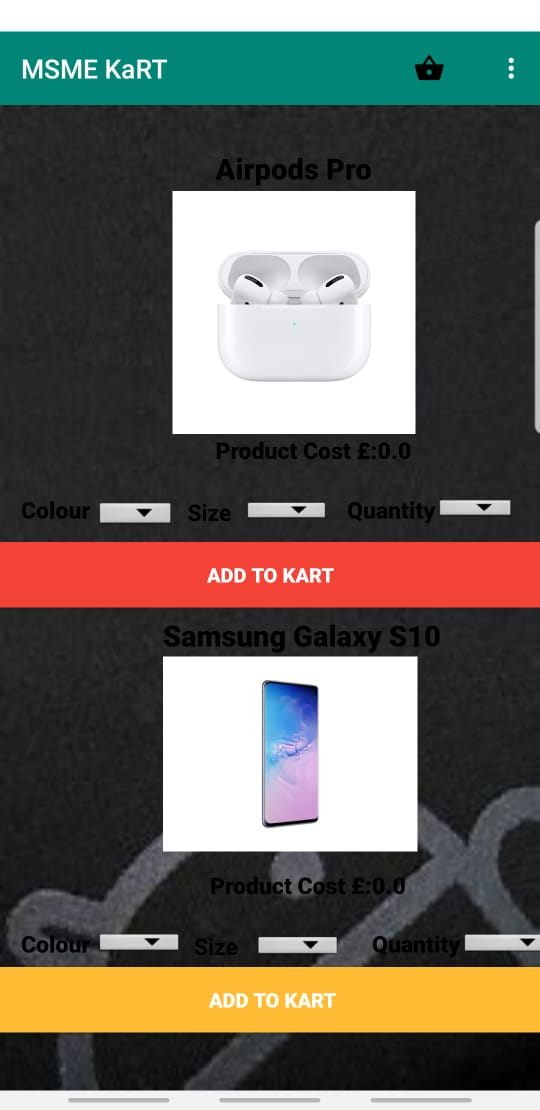 MSME KaRT
Airpods Pro
Product Cost £:0.0
Colour Size Quantity
ADD TO KART
Samsung Galaxy S10
Product Cost £:0.0
Colour Size Quantity
ADD TO KART